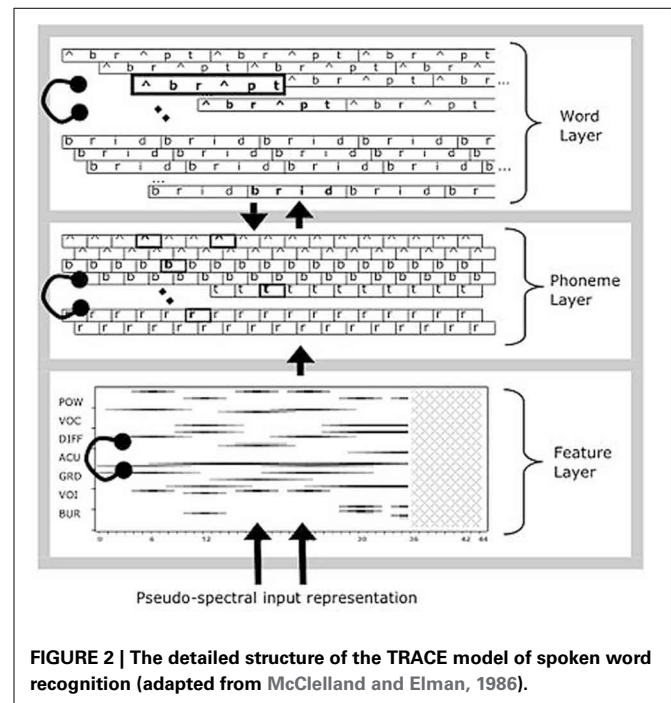 ^ b r ^ p t ^ b r ^ p t ^ b r ^ p t
^ b r ^ p t ^ b r ^ p t ^ b r ^ p t
^ b r ^ p t ^ b r ^ p t ^ b r ...
...
^ b r ^ p t ^ b r ^ p t
Word
Layer
b r i d b r i d b r i d b r i d b r
b r i d b r i d b r i d b r i d b
b r i d b r i d b r i d b r i d ...
...
b r i d b r i d b r i d b r
^ ^ ^ ^ ^ ^ ^ ^ ^ ^ ^ ^ ^ ^ ^ ^ ^
^ ^ ^ ^ ^ ^ ^ ^ ^ ^ ^ ^ ^ ^ ^ ^ ^
b b b b b b b b b b b b b b b b b
b b b b b b b b b b b b b b b b
t t t t t t t t t t t
Phoneme
Layer
r r r r r r r r r r r r r r r r r
r r r r r r r r r r r r r r r r r
POW
VOC
DIFF
ACU
GRD
VOI
BUR
Feature
Layer
0 6 12 36 42 44
Pseudo-spectral input representation
FIGURE 2 | The detailed structure of the TRACE model of spoken word
recognition (adapted from McClelland and Elman, 1986).